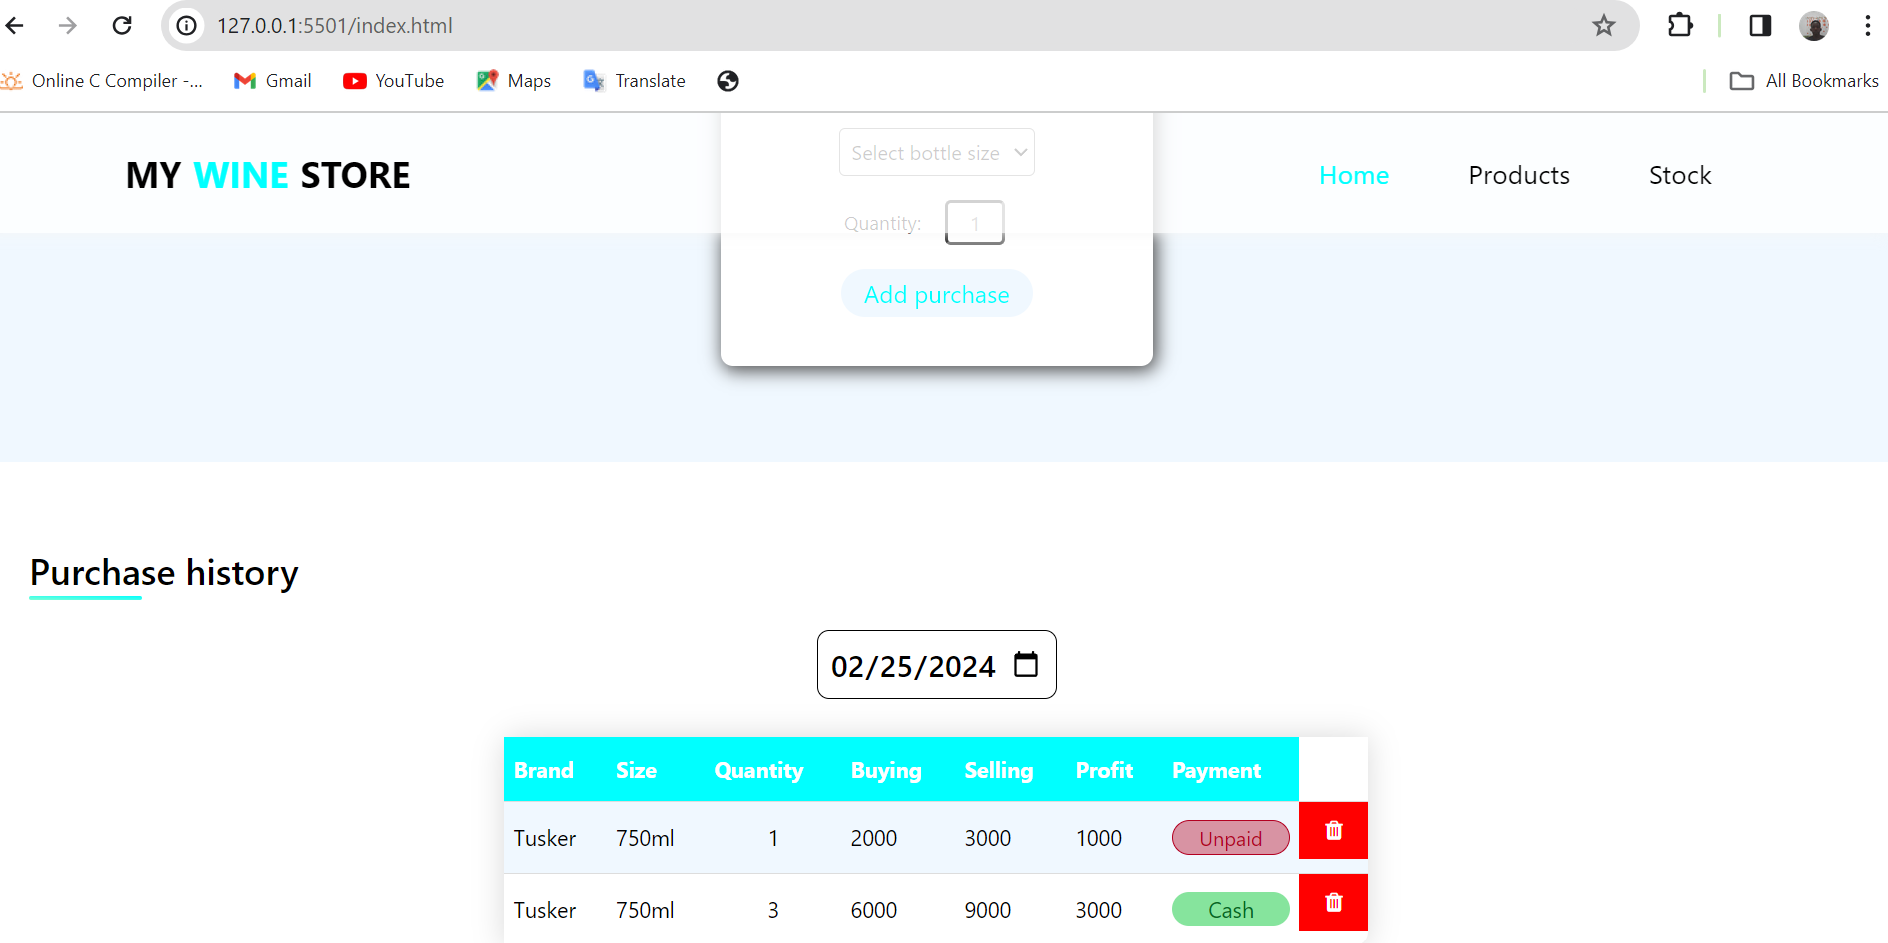 127.0.0.1:5501/index.html
Online C Compiler -... Gmail YouTube Maps Translate All Bookmarks
Select bottle size
MY WINE STORE Home Products Stock
Quantity: 1
Add purchase
Purchase history
02/25/2024
Brand Size Quantity Buying Selling Profit Payment
Tusker 750ml 1 2000 3000 1000 Unpaid
Tusker 750ml 3 6000 9000 3000 Cash